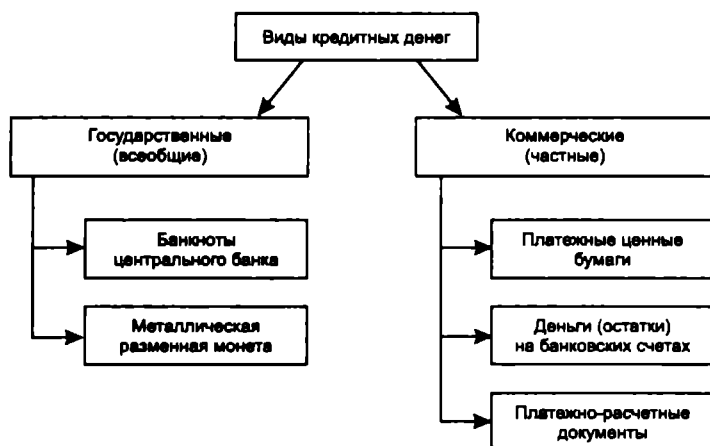 Виды кредитных денег
Государственные
(всеобщие)
Коммерческие
(частные)
Банкноты
центрального банка
Металлическая
разменная монета
Платежные ценные
бумаги
Деньги (остатки)
на банковских счетах
Платежно-расчетные
документы